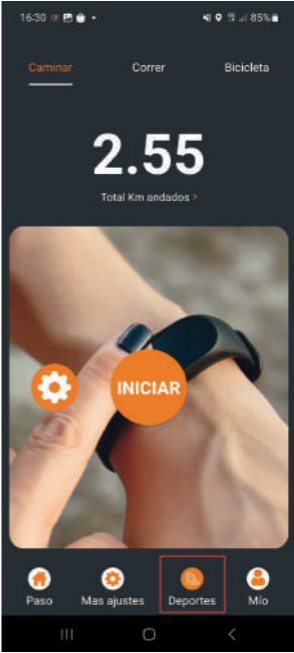 16:30
85%
Caminar Correr Bicicleta
2.55
Total Km andados >
INICIAR
Paso Mas ajustes Deportes Mío